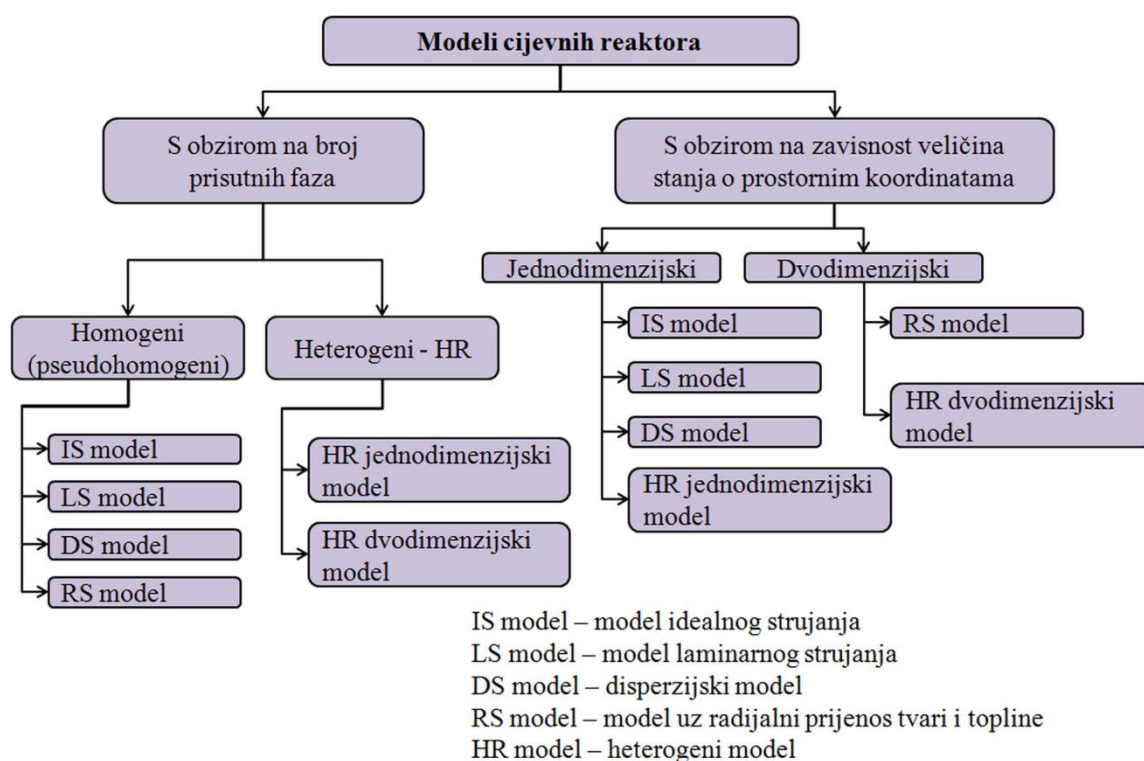 Modeli cijevnih reaktora
S obzirom na broj
prisutnih faza
S obzirom na zavisnost veličina
stanja o prostornim koordinatama
Homogeni
(pseudohomogeni)
IS model
LS model
DS model
RS model
Heterogeni - HR
HR jednodimenzijski
model
HR dvodimenzijski
model
Jednodimenzijski
IS model
LS model
DS model
HR jednodimenzijski
model
Dvodimenzijski
RS model
HR dvodimenzijski
model
IS model – model idealnog strujanja
LS model – model laminarnog strujanja
DS model – disperzijski model
RS model – model uz radijalni prijenos tvari i topline
HR model – heterogeni model